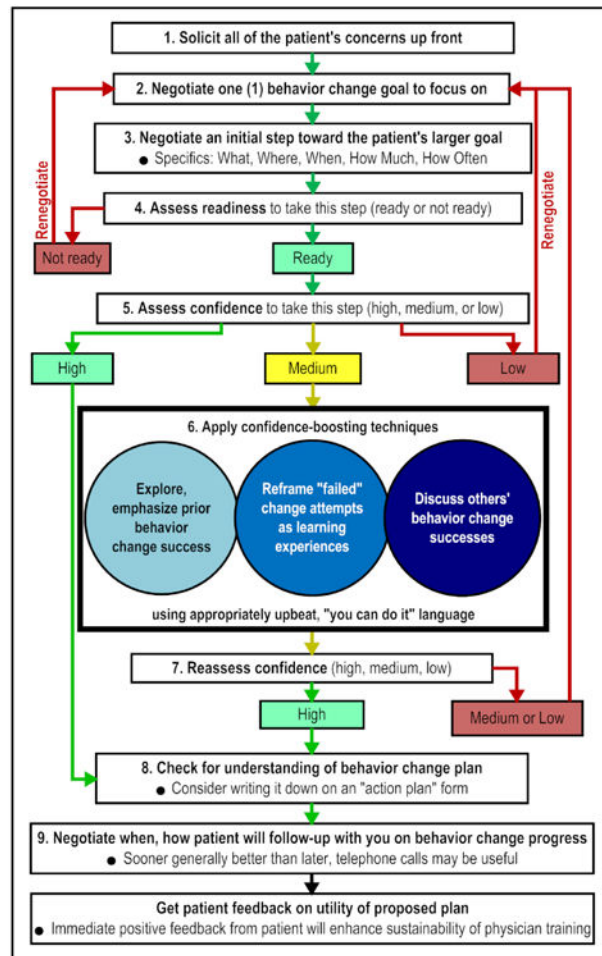 1. Solicit all of the patient's concerns up front
2. Negotiate one (1) behavior change goal to focus on
3. Negotiate an initial step toward the patient's larger goal
● Specifics: What, Where, When, How Much, How Often
Renegotiate
Renegotiate
4. Assess readiness to take this step (ready or not ready)
Not ready
Ready
5. Assess confidence to take this step (high, medium, or low)
High
Medium
Low
6. Apply confidence-boosting techniques
Explore,
emphasize prior
behavior
change success
Reframe "failed"
change attempts
as learning
experiences
Discuss others'
behavior change
successes
using appropriately upbeat, "you can do it" language
7. Reassess confidence (high, medium, low)
High
Medium or Low
8. Check for understanding of behavior change plan
● Consider writing it down on an "action plan" form
9. Negotiate when, how patient will follow-up with you on behavior change progress
● Sooner generally better than later, telephone calls may be useful
Get patient feedback on utility of proposed plan
● Immediate positive feedback from patient will enhance sustainability of physician training